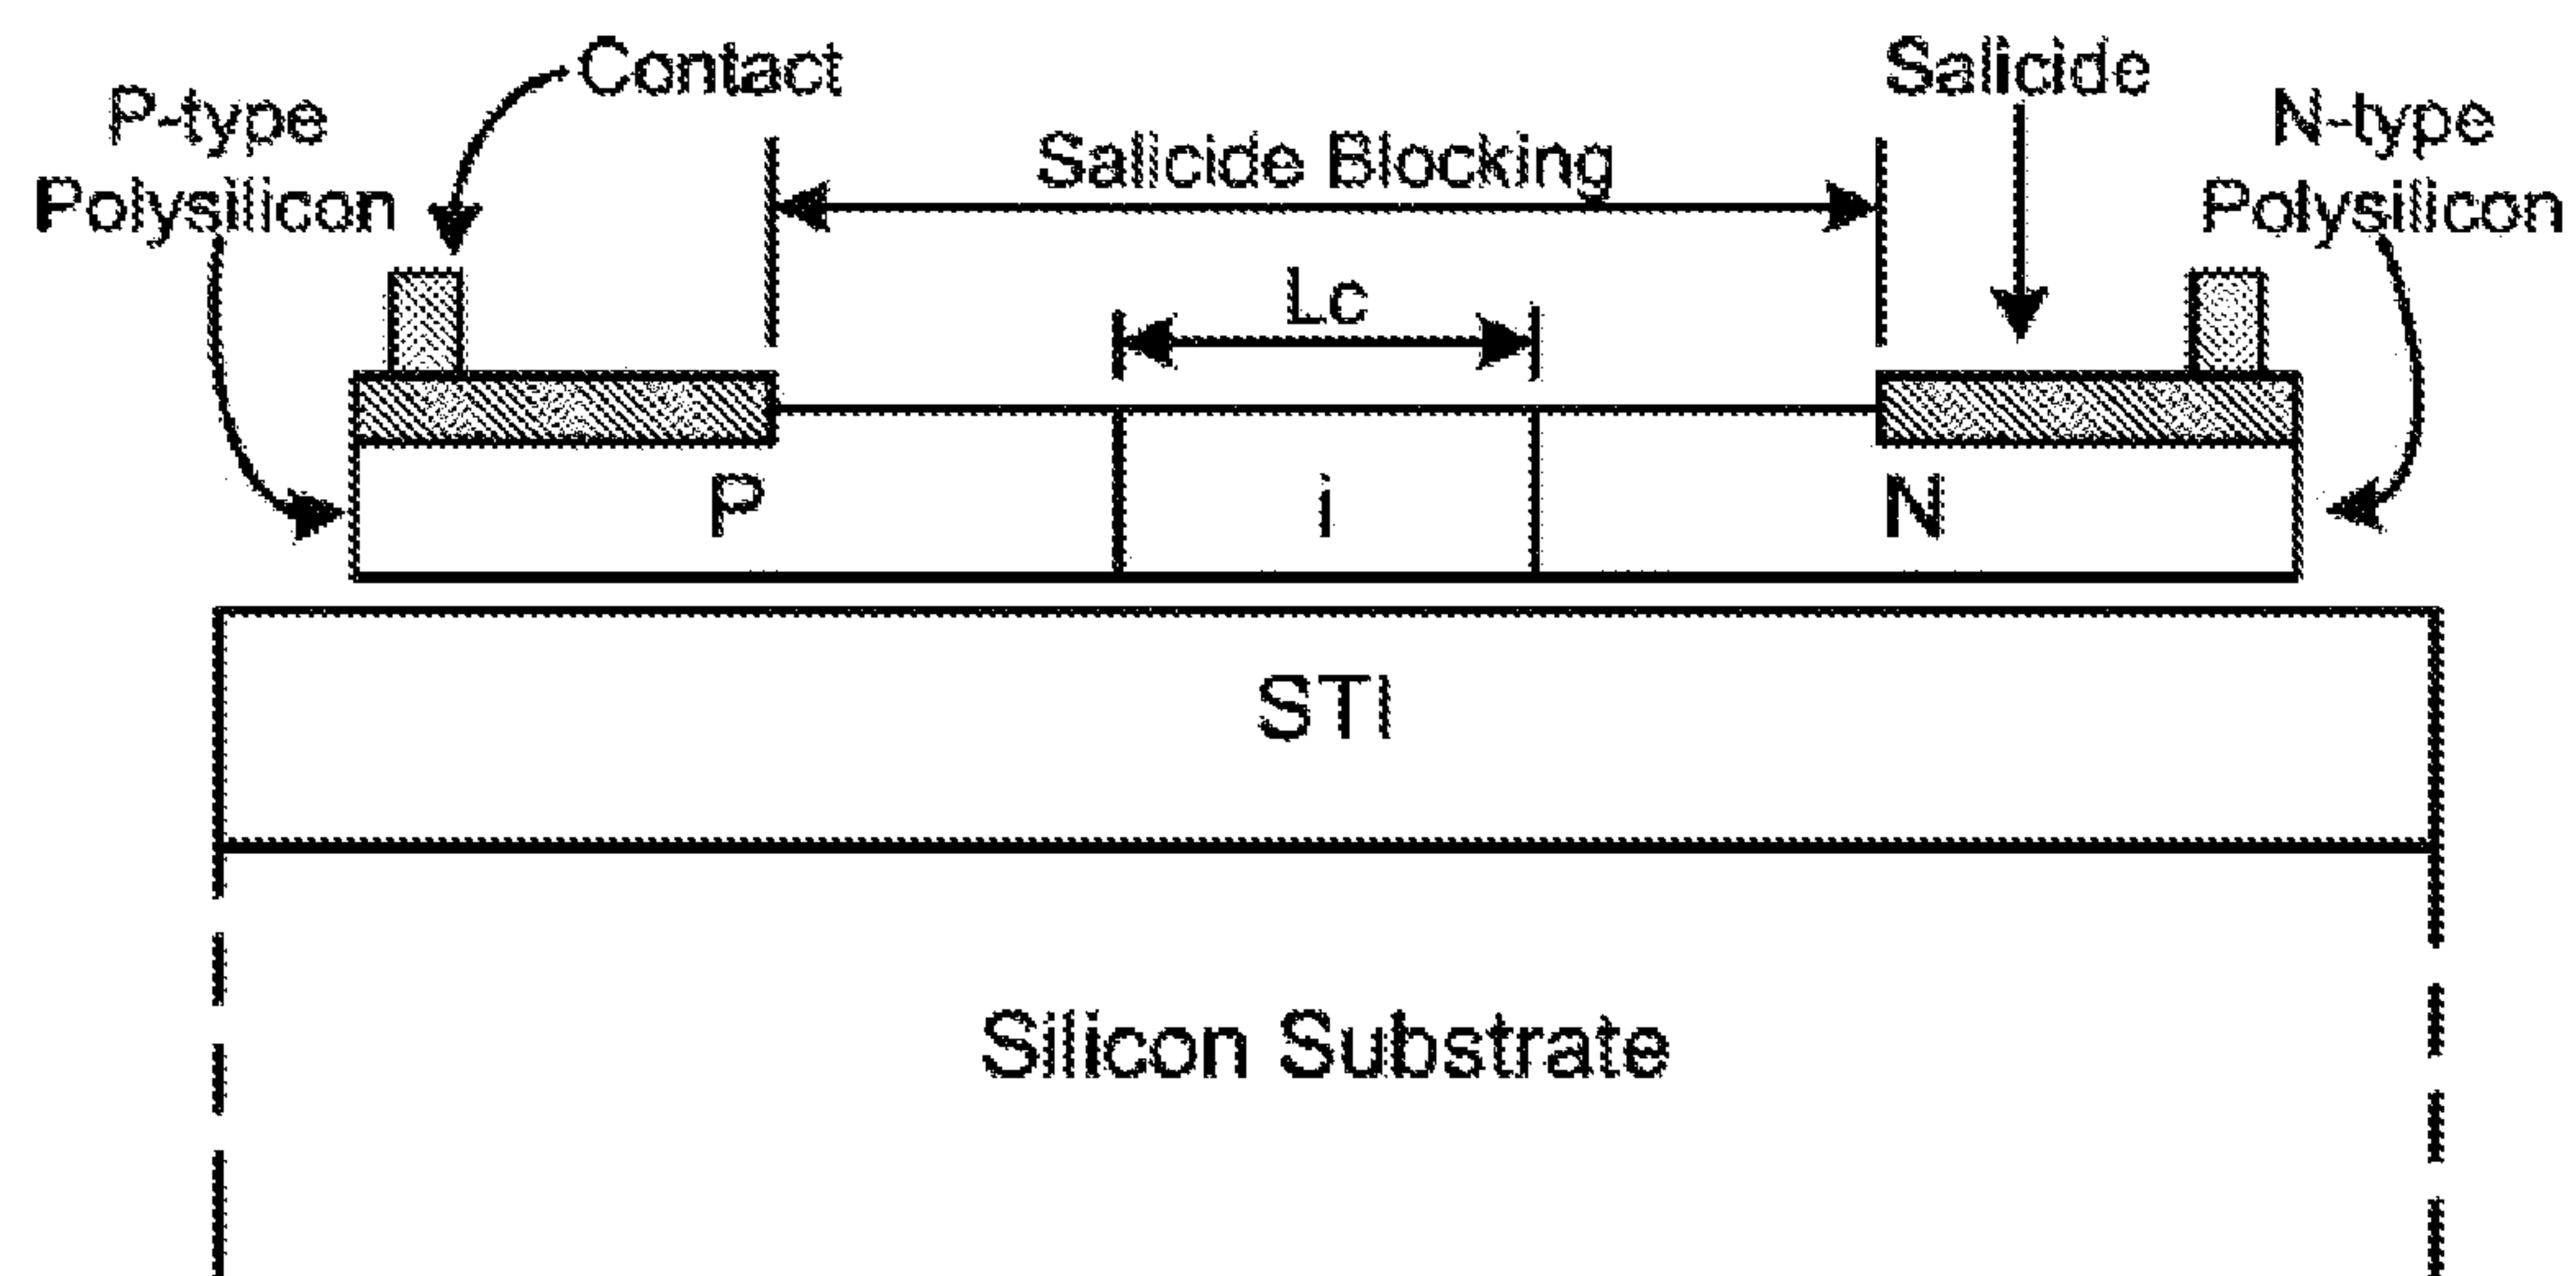 Contact
Salicide
P-type
Polysilicon
N-type
Polysilicon
Salicide Blocking
Lc
P
i
N
STI
Silicon Substrate